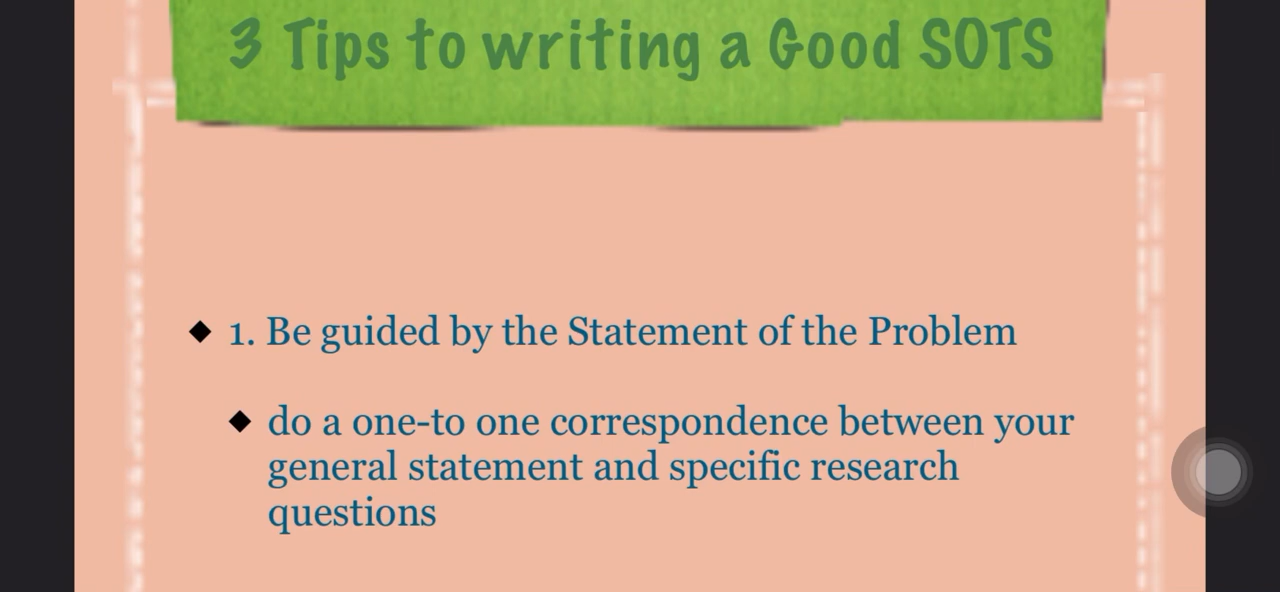 3 Tips to writing a Good SOTS
1. Be guided by the Statement of the Problem
do a one-to one correspondence between your
general statement and specific research
questions